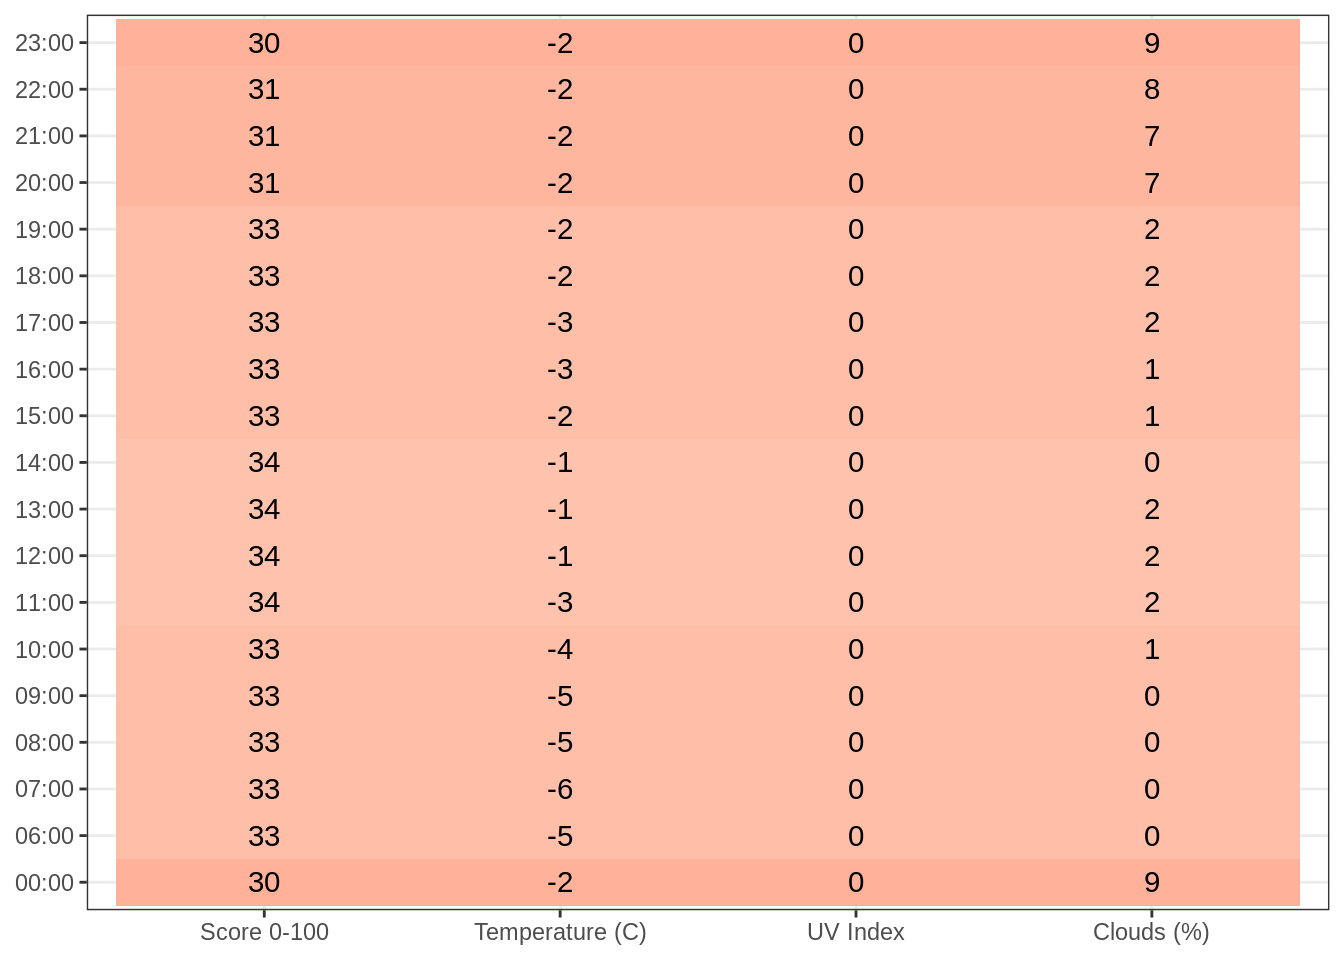 23:00 30 -2 0 9
22:00 31 -2 0 8
21:00 31 -2 0 7
20:00 31 -2 0 7
19:00 33 -2 0 2
18:00 33 -2 0 2
17:00 33 -3 0 2
16:00 33 -3 0 1
15:00 33 -2 0 1
14:00 34 -1 0 0
13:00 34 -1 0 2
12:00 34 -1 0 2
11:00 34 -3 0 2
10:00 33 -4 0 1
09:00 33 -5 0 0
08:00 33 -5 0 0
07:00 33 -6 0 0
06:00 33 -5 0 0
00:00 30 -2 0 9
Score 0-100 Temperature (C) UV Index Clouds (%)